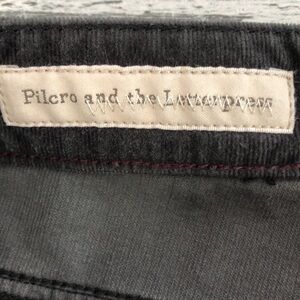 Pilcro and the Letterpress